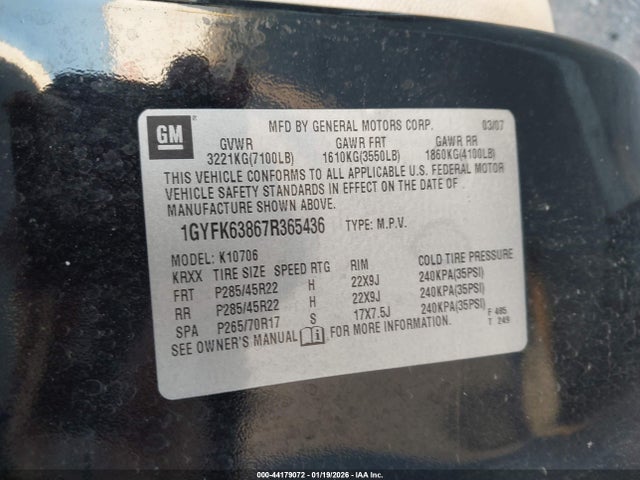 GM
MFD BY GENERAL MOTORS CORP. 03/07
GVWR GAWR FRT GAWR RR
3221KG(7100LB) 1610KG(3550LB) 1860KG(4100LB)
THIS VEHICLE CONFORMS TO ALL APPLICABLE U.S. FEDERAL MOTOR
VEHICLE SAFETY STANDARDS IN EFFECT ON THE DATE OF
MANUFACTURE SHOWN ABOVE.
1GYFK63867R365436 TYPE: M.P.V.
MODEL: K10706
KRXX TIRE SIZE SPEED RTG RIM COLD TIRE PRESSURE
FRT P285/45R22 H 22X9J 240KPA(35PSI)
RR P285/45R22 H 22X9J 240KPA(35PSI)
SPA P265/70R17 S 17X7.5J 240KPA(35PSI)
SEE OWNER'S MANUAL FOR MORE INFORMATION. F 485
T 249
000-44179072 - 01/19/2026 - IAA Inc.